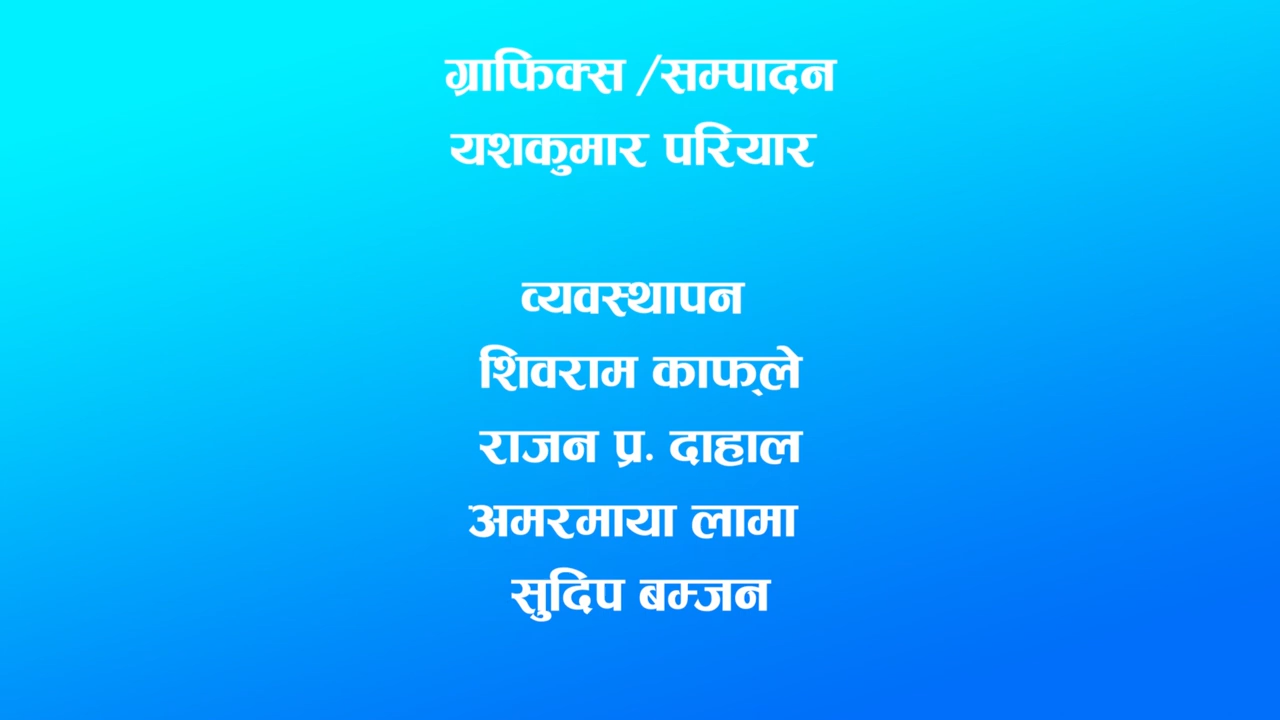 ग्राफिक्स /सम्पादन
यशकुमार परियार
व्यवस्थापन
शिवराम काफ्ले
राजन प्र. दाहाल
अमरमाया लामा
सुदिप बम्जन